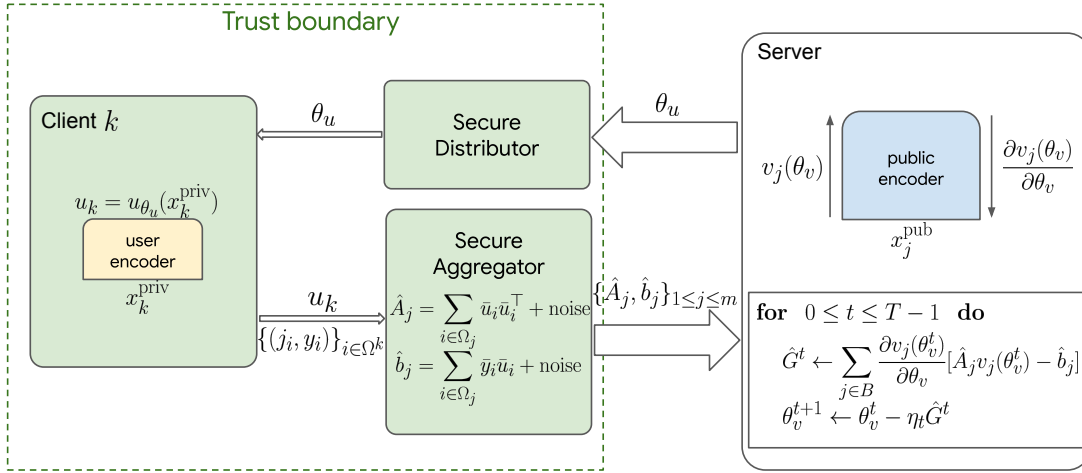 Trust boundary
Client k
u_k = u_{θ_u}(x_k^{priv})
user
encoder
x_k^{priv}
θ_u
Secure
Distributor
θ_u
u_k
{(j_i, y_i)}_{i∈Ω^k}
Secure
Aggregator
Â_j = ∑_{i∈Ω_j} ū_i ū_i^⊤ + noise
b̂_j = ∑_{i∈Ω_j} ȳ_i ū_i + noise
{Â_j, b̂_j}_{1≤j≤m}
Server
v_j(θ_v)
public
encoder
∂v_j(θ_v)
∂θ_v
x_j^{pub}
for 0 ≤ t ≤ T − 1 do
Ĝ^t ← ∑_{j∈B} ∂v_j(θ_v^t)/∂θ_v [Â_j v_j(θ_v^t) − b̂_j]
θ_v^{t+1} ← θ_v^t − η_t Ĝ^t